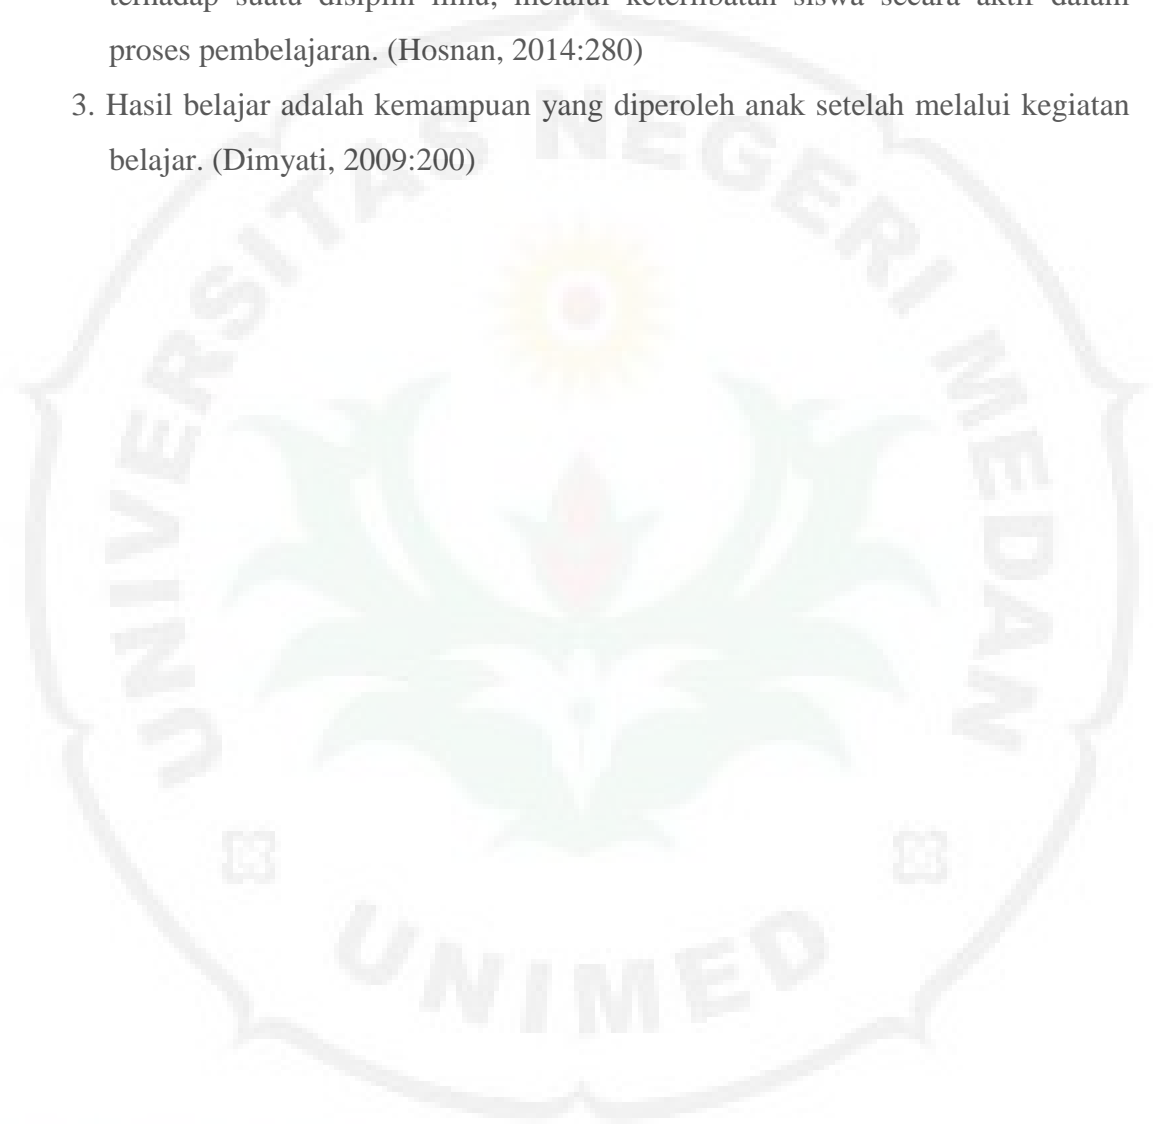 terhadap suatu disiplin ilmu, melalui keterlibatan siswa secara aktif dalam
proses pembelajaran. (Hosnan, 2014:280)
3. Hasil belajar adalah kemampuan yang diperoleh anak setelah melalui kegiatan
belajar. (Dimyati, 2009:200)
UNIVERSITAS NEGERI MEDAN
UNIMED